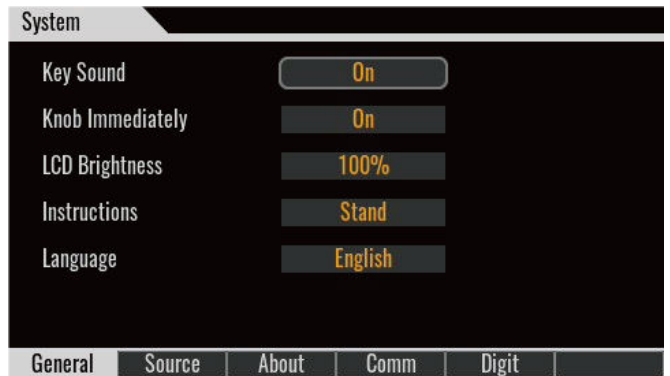 System
Key Sound On
Knob Immediately On
LCD Brightness 100%
Instructions Stand
Language English
General Source About Comm Digit